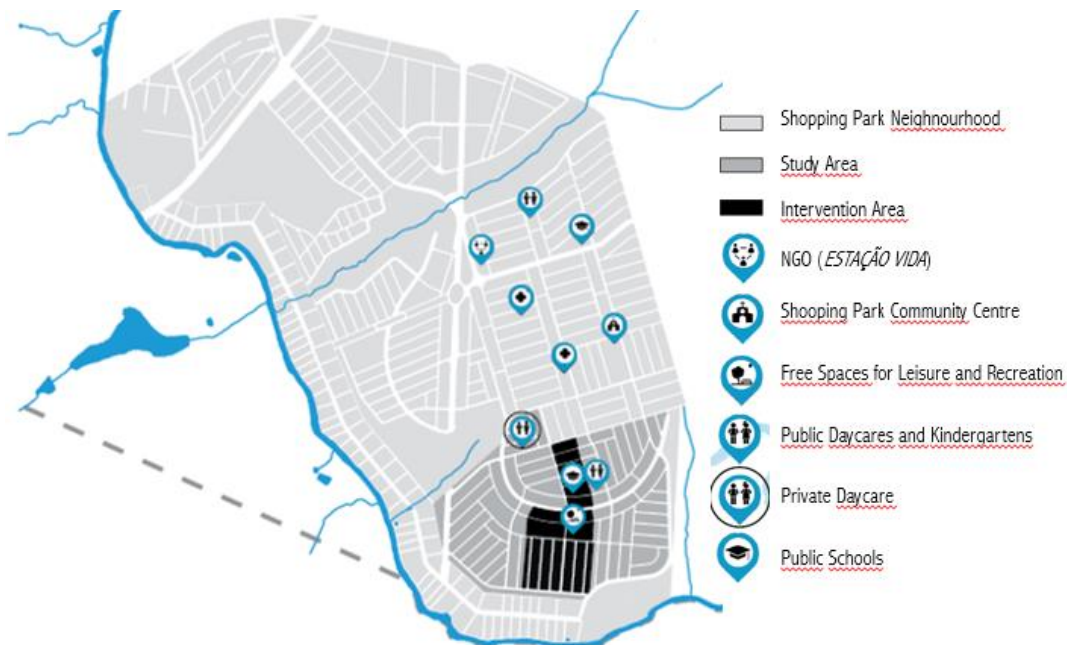 Shopping Park Neighnourhood
Study Area
Intervention Area
NGO (ESTAÇÃO VIDA)
Shooping Park Community Centre
Free Spaces for Leisure and Recreation
Public Daycares and Kindergartens
Private Daycare
Public Schools